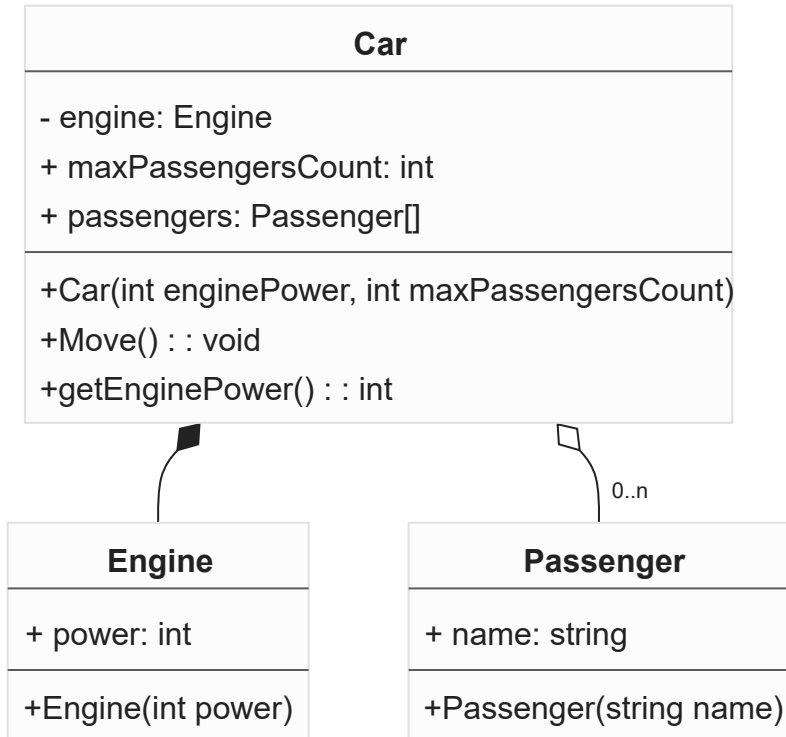 Car
- engine: Engine
+ maxPassengersCount: int
+ passengers: Passenger[]
+Car(int enginePower, int maxPassengersCount)
+Move() : : void
+getEnginePower() : : int
0..n
Engine
+ power: int
+Engine(int power)
Passenger
+ name: string
+Passenger(string name)